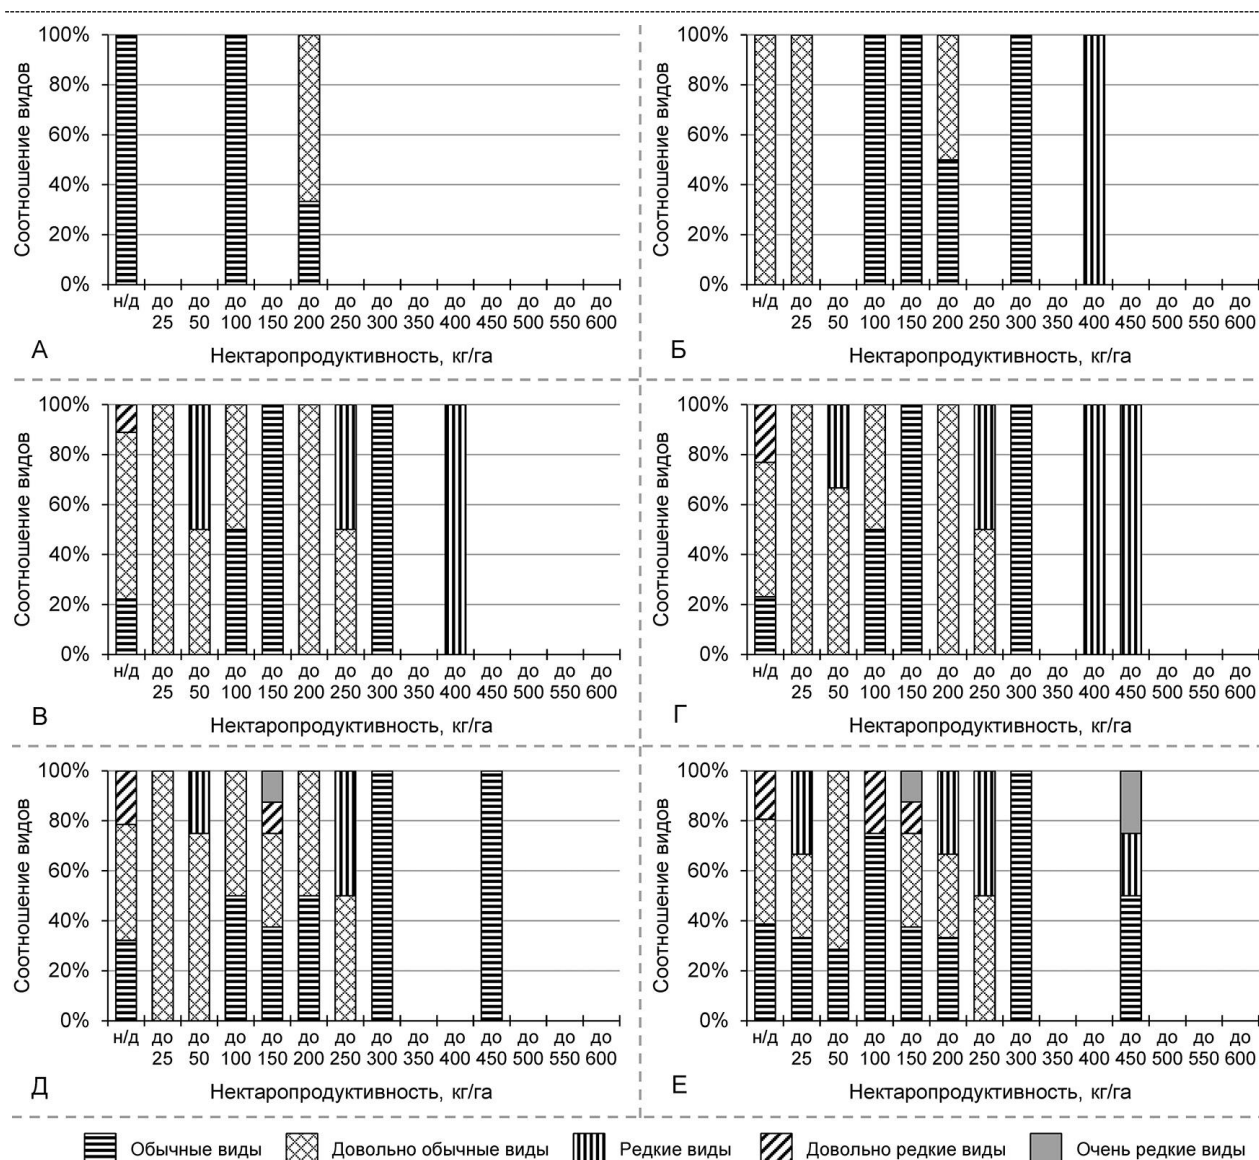 Соотношение видов
100%
80%
60%
40%
20%
0%
н/д до 25 до 50 до 100 до 150 до 200 до 250 до 300 до 350 до 400 до 450 до 500 до 550 до 600
Нектаропродуктивность, кг/га
А
Соотношение видов
100%
80%
60%
40%
20%
0%
н/д до 25 до 50 до 100 до 150 до 200 до 250 до 300 до 350 до 400 до 450 до 500 до 550 до 600
Нектаропродуктивность, кг/га
Б
Соотношение видов
100%
80%
60%
40%
20%
0%
н/д до 25 до 50 до 100 до 150 до 200 до 250 до 300 до 350 до 400 до 450 до 500 до 550 до 600
Нектаропродуктивность, кг/га
В
Соотношение видов
100%
80%
60%
40%
20%
0%
н/д до 25 до 50 до 100 до 150 до 200 до 250 до 300 до 350 до 400 до 450 до 500 до 550 до 600
Нектаропродуктивность, кг/га
Г
Соотношение видов
100%
80%
60%
40%
20%
0%
н/д до 25 до 50 до 100 до 150 до 200 до 250 до 300 до 350 до 400 до 450 до 500 до 550 до 600
Нектаропродуктивность, кг/га
Д
Соотношение видов
100%
80%
60%
40%
20%
0%
н/д до 25 до 50 до 100 до 150 до 200 до 250 до 300 до 350 до 400 до 450 до 500 до 550 до 600
Нектаропродуктивность, кг/га
Е
Обычные виды Довольно обычные виды Редкие виды Довольно редкие виды Очень редкие виды